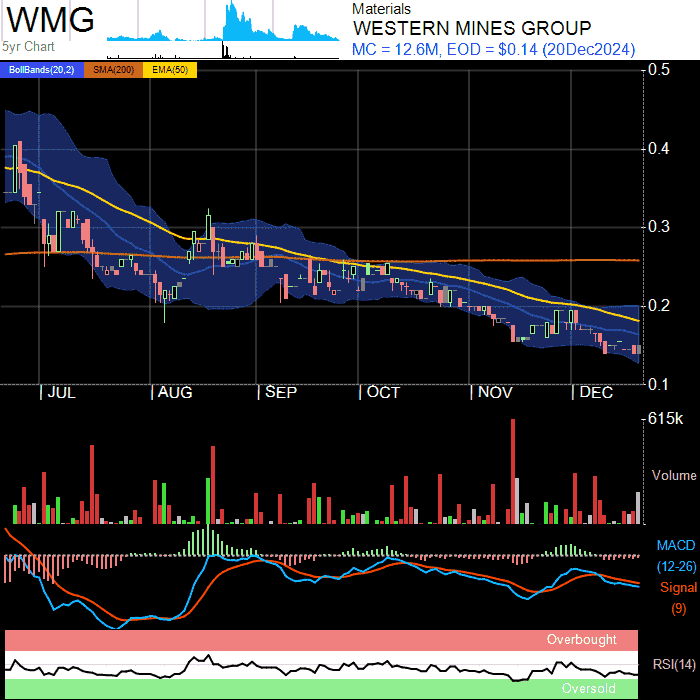 WMG
5yr Chart
Materials
WESTERN MINES GROUP
MC = 12.6M, EOD = $0.14 (20Dec2024)
BollBands(20,2) SMA(200) EMA(50)
0.5
0.4
0.3
0.2
0.1
JUL AUG SEP OCT NOV DEC
615k
Volume
MACD
(12-26)
Signal
(9)
Overbought
RSI(14)
Oversold